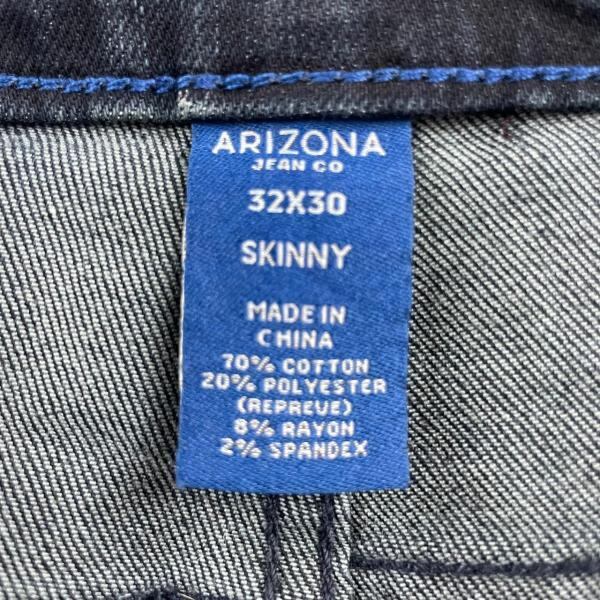 ARIZONA
JEAN CO
32X30
SKINNY
MADE IN
CHINA
70% COTTON
20% POLYESTER
(REPREVE)
8% RAYON
2% SPANDEX